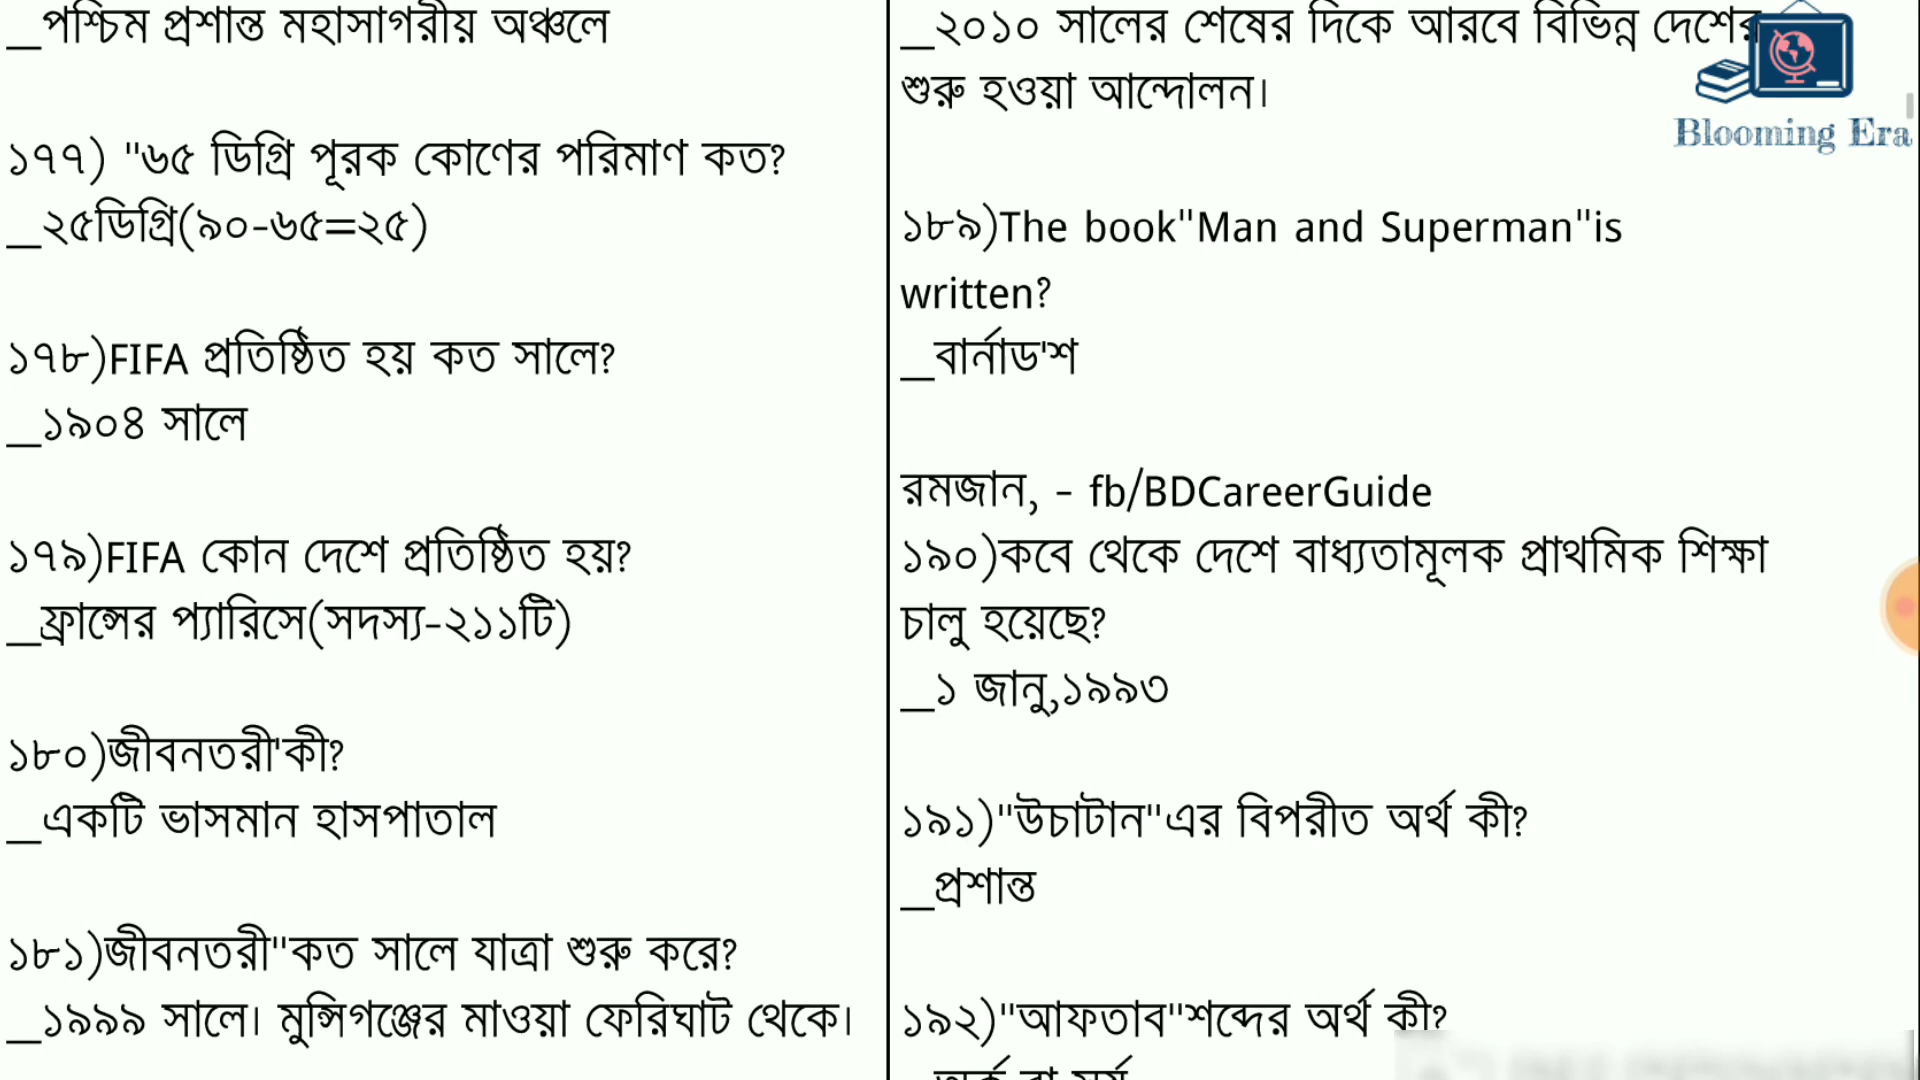 _পশ্চিম প্রশান্ত মহাসাগরীয় অঞ্চলে
১৭৭) "৬৫ ডিগ্রি পূরক কোণের পরিমাণ কত?
_২৫ডিগ্রি(৯০-৬৫=২৫)
১৭৮)FIFA প্রতিষ্ঠিত হয় কত সালে?
_১৯০৪ সালে
১৭৯)FIFA কোন দেশে প্রতিষ্ঠিত হয়?
_ফ্রান্সের প্যারিসে(সদস্য-২১১টি)
১৮০)জীবনতরী'কী?
_একটি ভাসমান হাসপাতাল
১৮১)জীবনতরী"কত সালে যাত্রা শুরু করে?
_১৯৯৯ সালে। মুন্সিগঞ্জের মাওয়া ফেরিঘাট থেকে।
_২০১০ সালের শেষের দিকে আরবে বিভিন্ন দেশের
শুরু হওয়া আন্দোলন।
১৮৯)The book"Man and Superman"is
written?
_বার্নাড'শ
রমজান, - fb/BDCareerGuide
১৯০)কবে থেকে দেশে বাধ্যতামূলক প্রাথমিক শিক্ষা
চালু হয়েছে?
_১ জানু,১৯৯৩
১৯১)"উচাটান"এর বিপরীত অর্থ কী?
_প্রশান্ত
১৯২)"আফতাব"শব্দের অর্থ কী?
Blooming Era